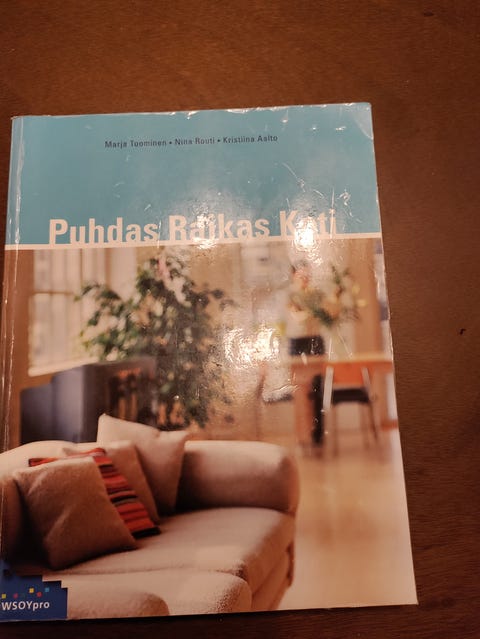 Marja Tuominen • Nina Routi • Kristiina Aalto
Puhdas Raikas Koti
WSOYpro